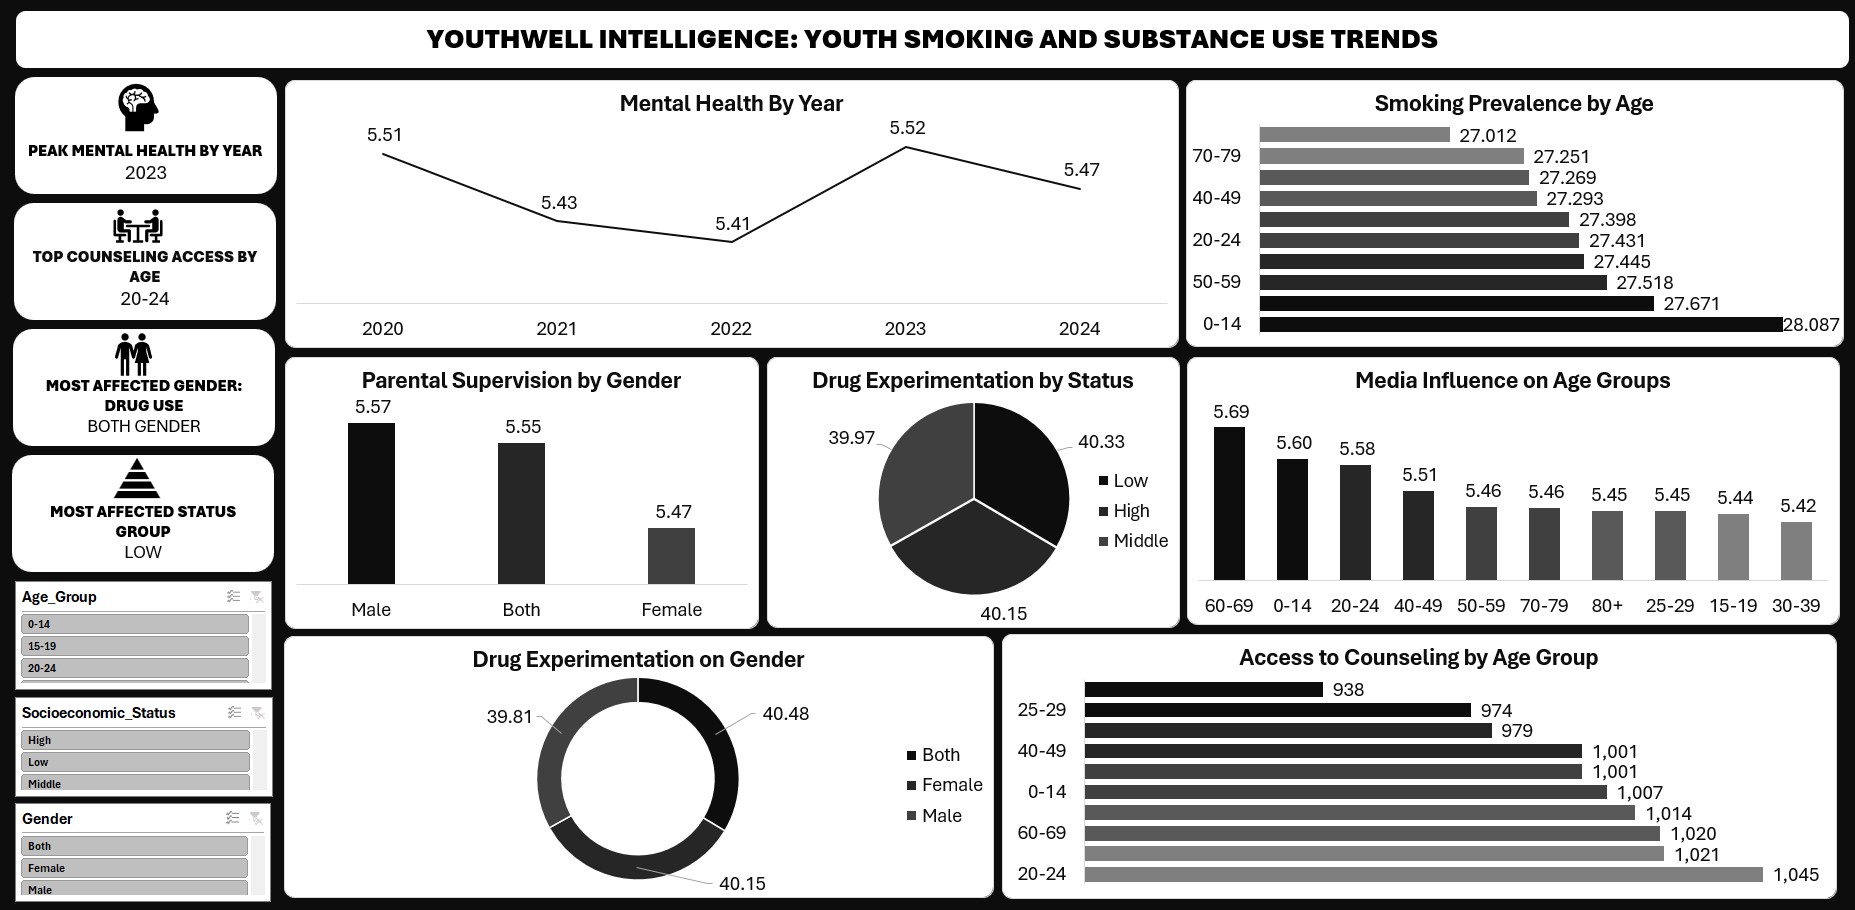 YOUTHWELL INTELLIGENCE: YOUTH SMOKING AND SUBSTANCE USE TRENDS
PEAK MENTAL HEALTH BY YEAR
2023
TOP COUNSELING ACCESS BY
AGE
20-24
MOST AFFECTED GENDER:
DRUG USE
BOTH GENDER
MOST AFFECTED STATUS
GROUP
LOW
Age_Group
0-14
15-19
20-24
Socioeconomic_Status
High
Low
Middle
Gender
Both
Female
Male
Mental Health By Year
5.51
5.43
5.41
5.52
5.47
2020
2021
2022
2023
2024
Smoking Prevalence by Age
27.012
70-79
27.251
27.269
40-49
27.293
27.398
20-24
27.431
27.445
50-59
27.518
27.671
0-14
28.087
Parental Supervision by Gender
5.57
5.55
5.47
Male
Both
Female
Drug Experimentation by Status
39.97
40.33
40.15
Low
High
Middle
Media Influence on Age Groups
5.69
5.60
5.58
5.51
5.46
5.46
5.45
5.45
5.44
5.42
60-69
0-14
20-24
40-49
50-59
70-79
80+
25-29
15-19
30-39
Drug Experimentation on Gender
39.81
40.48
40.15
Both
Female
Male
Access to Counseling by Age Group
938
25-29
974
979
40-49
1,001
1,001
0-14
1,007
1,014
60-69
1,020
1,021
20-24
1,045